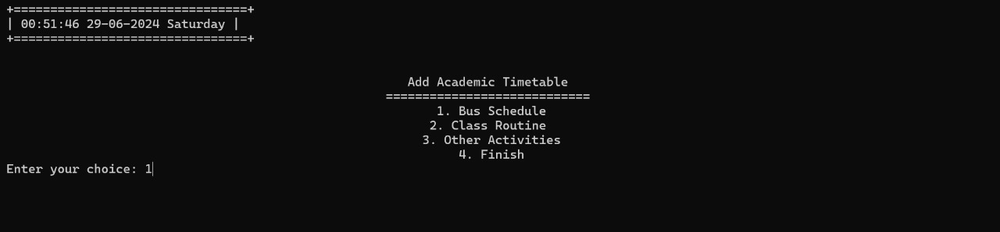 +================================+
| 00:51:46 29-06-2024 Saturday |
+================================+
Add Academic Timetable
============================
1. Bus Schedule
2. Class Routine
3. Other Activities
4. Finish
Enter your choice: 1